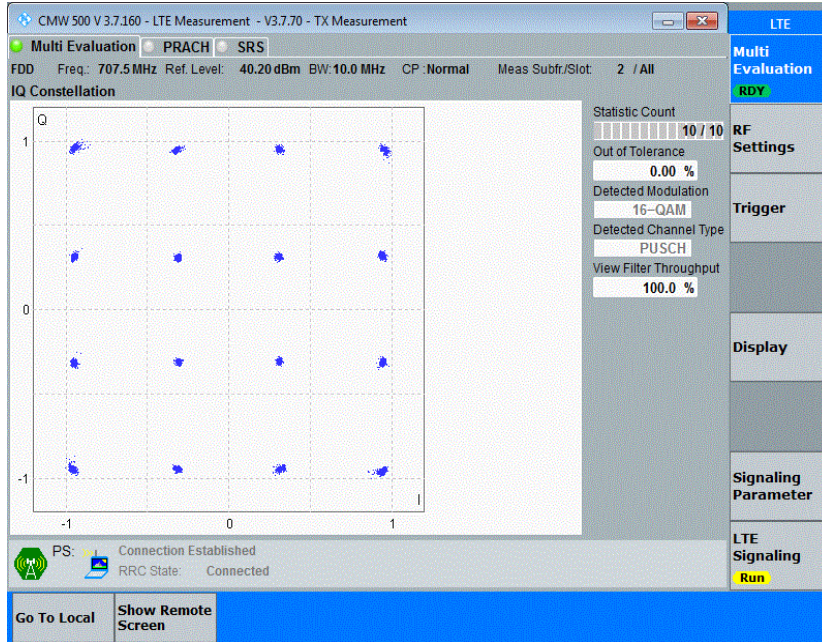 CMW 500 V 3.7.160 - LTE Measurement - V3.7.70 - TX Measurement
LTE
Multi Evaluation PRACH SRS
FDD Freq.: 707.5 MHz Ref. Level: 40.20 dBm BW: 10.0 MHz CP : Normal Meas Subfr./Slot: 2 / All
IQ Constellation
Q
1
0
-1
-1 0 1
I
Statistic Count
10 / 10
Out of Tolerance
0.00 %
Detected Modulation
16-QAM
Detected Channel Type
PUSCH
View Filter Throughput
100.0 %
Multi
Evaluation
RDY
RF
Settings
Trigger
Display
Signaling
Parameter
LTE
Signaling
Run
PS: Connection Established
RRC State: Connected
Go To Local
Show Remote
Screen